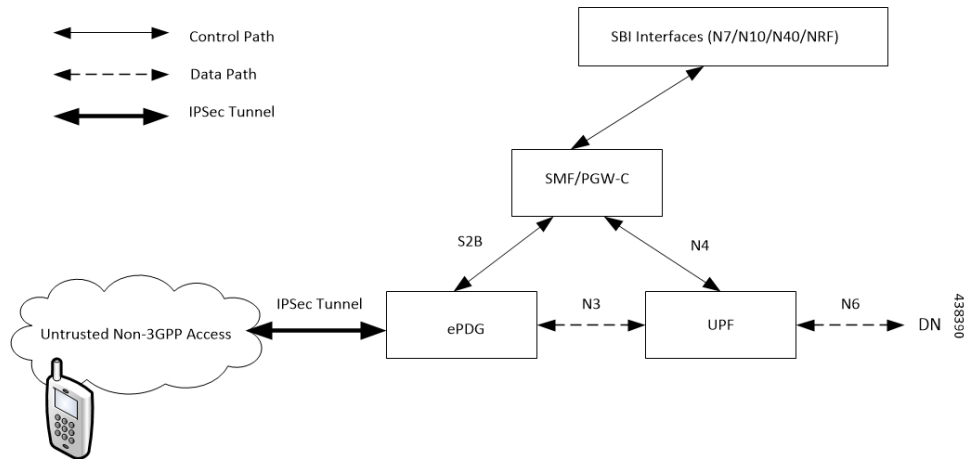 Control Path
Data Path
IPSec Tunnel
SBI Interfaces (N7/N10/N40/NRF)
SMF/PGW-C
S2B
N4
Untrusted Non-3GPP Access
IPSec Tunnel
ePDG
N3
UPF
N6
DN
438390